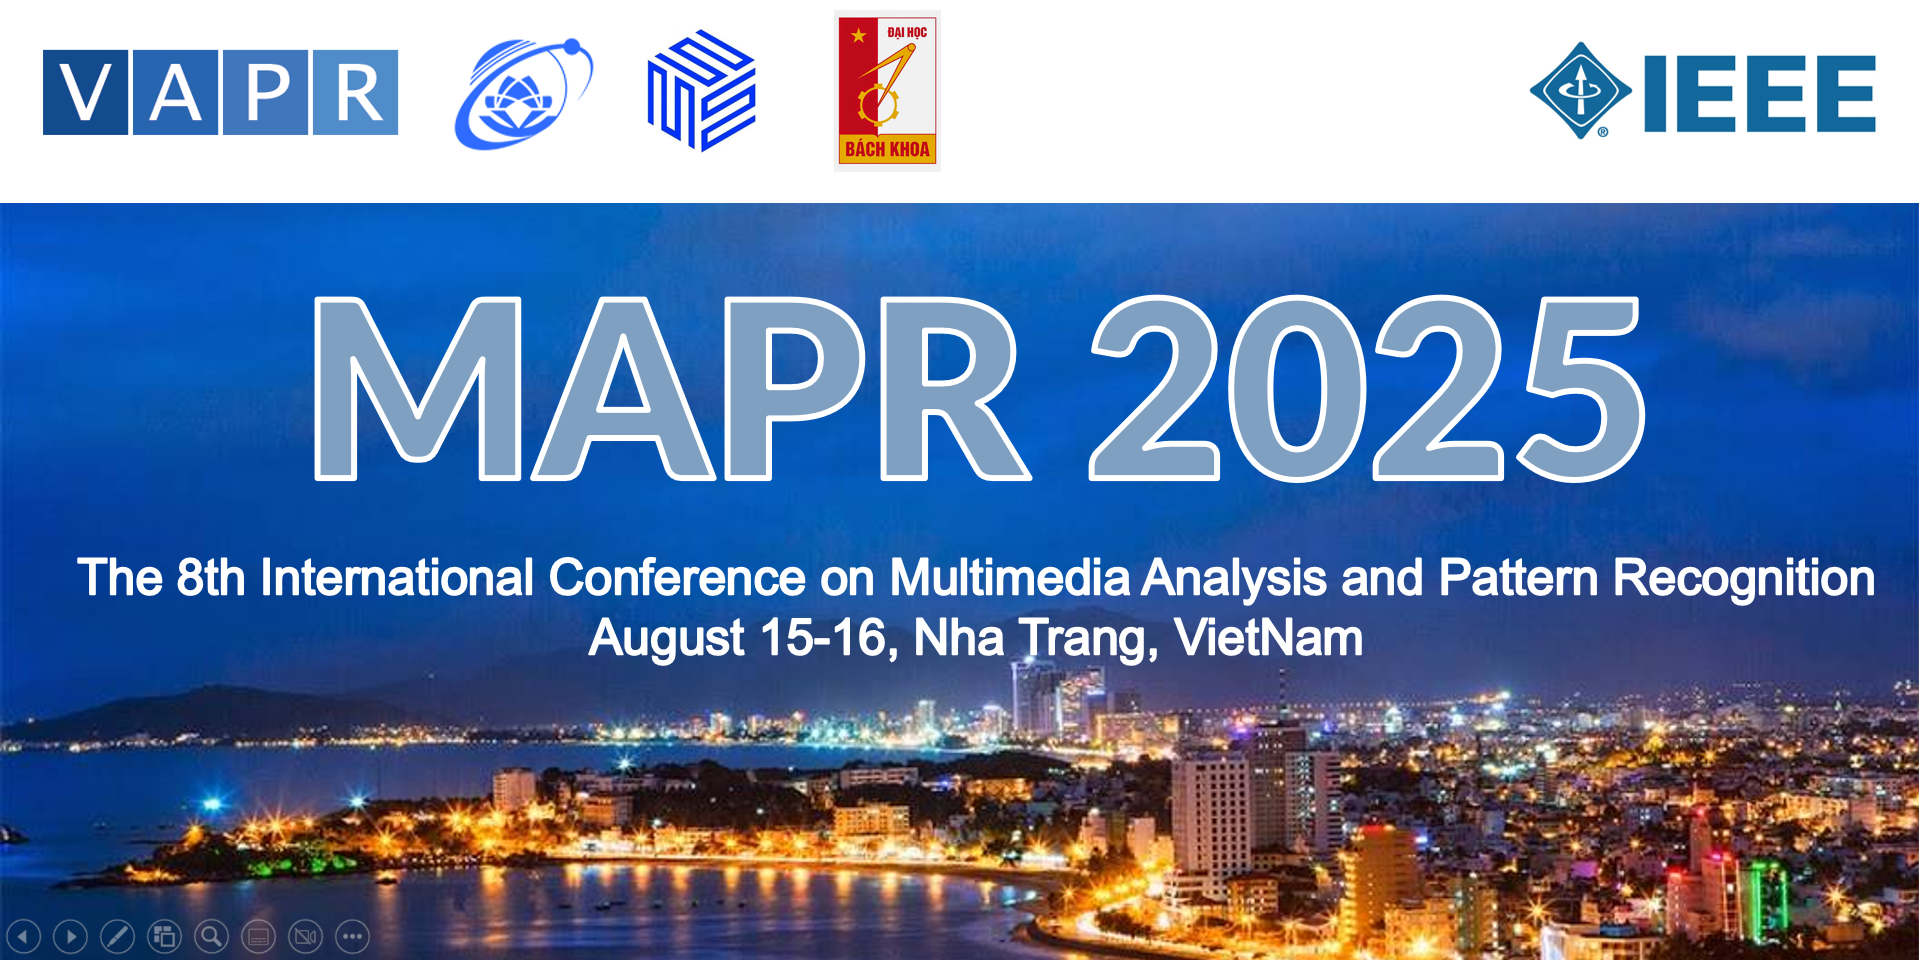 VAPR
ĐẠI HỌC
BÁCH KHOA
IEEE
®
MAPR 2025
The 8th International Conference on Multimedia Analysis and Pattern Recognition
August 15-16, Nha Trang, VietNam